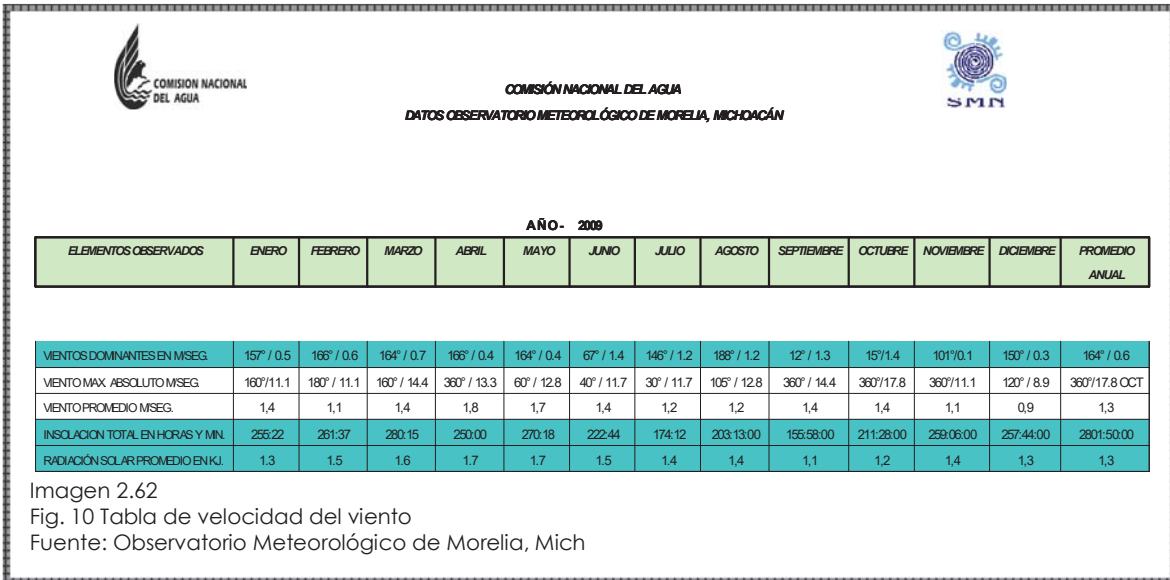 COMISION NACIONAL
DEL AGUA
COMISIÓN NACIONAL DEL AGUA
DATOS OBSERVATORIO METEOROLÓGICO DE MORELIA, MICHOACÁN
SMN
AÑO- 2009
ELEMENTOS OBSERVADOS ENERO FEBRERO MARZO ABRIL MAYO JUNIO JULIO AGOSTO SEPTIEMBRE OCTUBRE NOVIEMBRE DICIEMBRE PROMEDIO
ANUAL
VIENTOS DOMINANTES EN M/SEG. 157° / 0.5 166° / 0.6 164° / 0.7 166° / 0.4 164° / 0.4 67° / 1.4 146° / 1.2 188° / 1.2 12° / 1.3 15°/1.4 101°/0.1 150° / 0.3 164° / 0.6
VIENTO MAX. ABSOLUTO M/SEG. 160°/11.1 180° / 11.1 160° / 14.4 360° / 13.3 60° / 12.8 40° / 11.7 30° / 11.7 105° / 12.8 360° / 14.4 360°/17.8 360°/11.1 120° / 8.9 360°/17.8 OCT
VIENTO PROMEDIO M/SEG. 1,4 1,1 1,4 1,8 1,7 1,4 1,2 1,2 1,4 1,4 1,1 0,9 1,3
INSOLACION TOTAL EN HORAS Y MIN. 255:22 261:37 280:15 250:00 270:18 222:44 174:12 203:13:00 155:58:00 211:28:00 259:06:00 257:44:00 2801:50:00
RADIACIÓN SOLAR PROMEDIO EN KJ. 1.3 1.5 1.6 1.7 1.7 1.5 1.4 1,4 1,1 1,2 1,4 1,3 1,3
Imagen 2.62
Fig. 10 Tabla de velocidad del viento
Fuente: Observatorio Meteorológico de Morelia, Mich